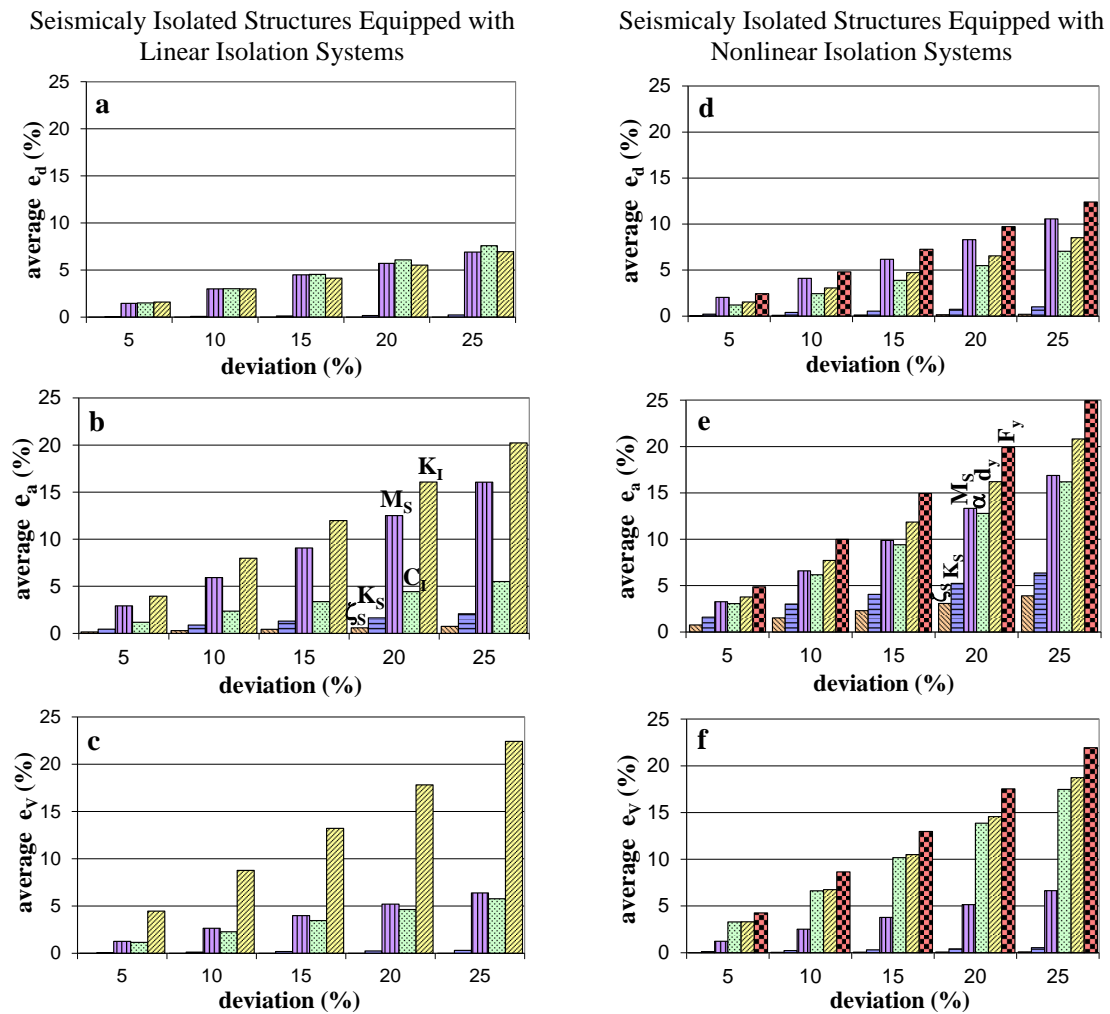 Seismicaly Isolated Structures Equipped with
Linear Isolation Systems
a
25
20
15
10
5
0
average e_d (%)
5 10 15 20 25
deviation (%)
b
25
20
15
10
5
0
average e_a (%)
ζ_S K_S M_S C_I K_I
5 10 15 20 25
deviation (%)
c
25
20
15
10
5
0
average e_V (%)
5 10 15 20 25
deviation (%)
Seismicaly Isolated Structures Equipped with
Nonlinear Isolation Systems
d
25
20
15
10
5
0
average e_d (%)
5 10 15 20 25
deviation (%)
e
25
20
15
10
5
0
average e_a (%)
ζ_S K_S M_S α d_y F_y
5 10 15 20 25
deviation (%)
f
25
20
15
10
5
0
average e_V (%)
5 10 15 20 25
deviation (%)